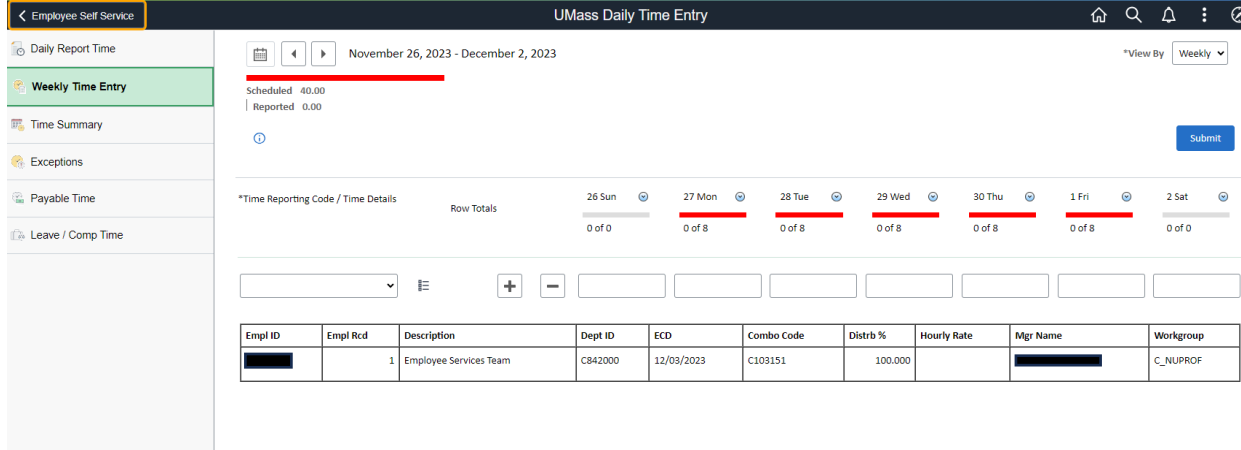 Employee Self Service
UMass Daily Time Entry
Daily Report Time
Weekly Time Entry
Time Summary
Exceptions
Payable Time
Leave / Comp Time
November 26, 2023 - December 2, 2023
*View By Weekly
Scheduled 40.00
Reported 0.00
Submit
*Time Reporting Code / Time Details Row Totals 26 Sun 27 Mon 28 Tue 29 Wed 30 Thu 1 Fri 2 Sat
0 of 0 0 of 8 0 of 8 0 of 8 0 of 8 0 of 8 0 of 0
Empl ID Empl Rcd Description Dept ID ECD Combo Code Distrb % Hourly Rate Mgr Name Workgroup
1 Employee Services Team C842000 12/03/2023 C103151 100.000 C_NUPROF